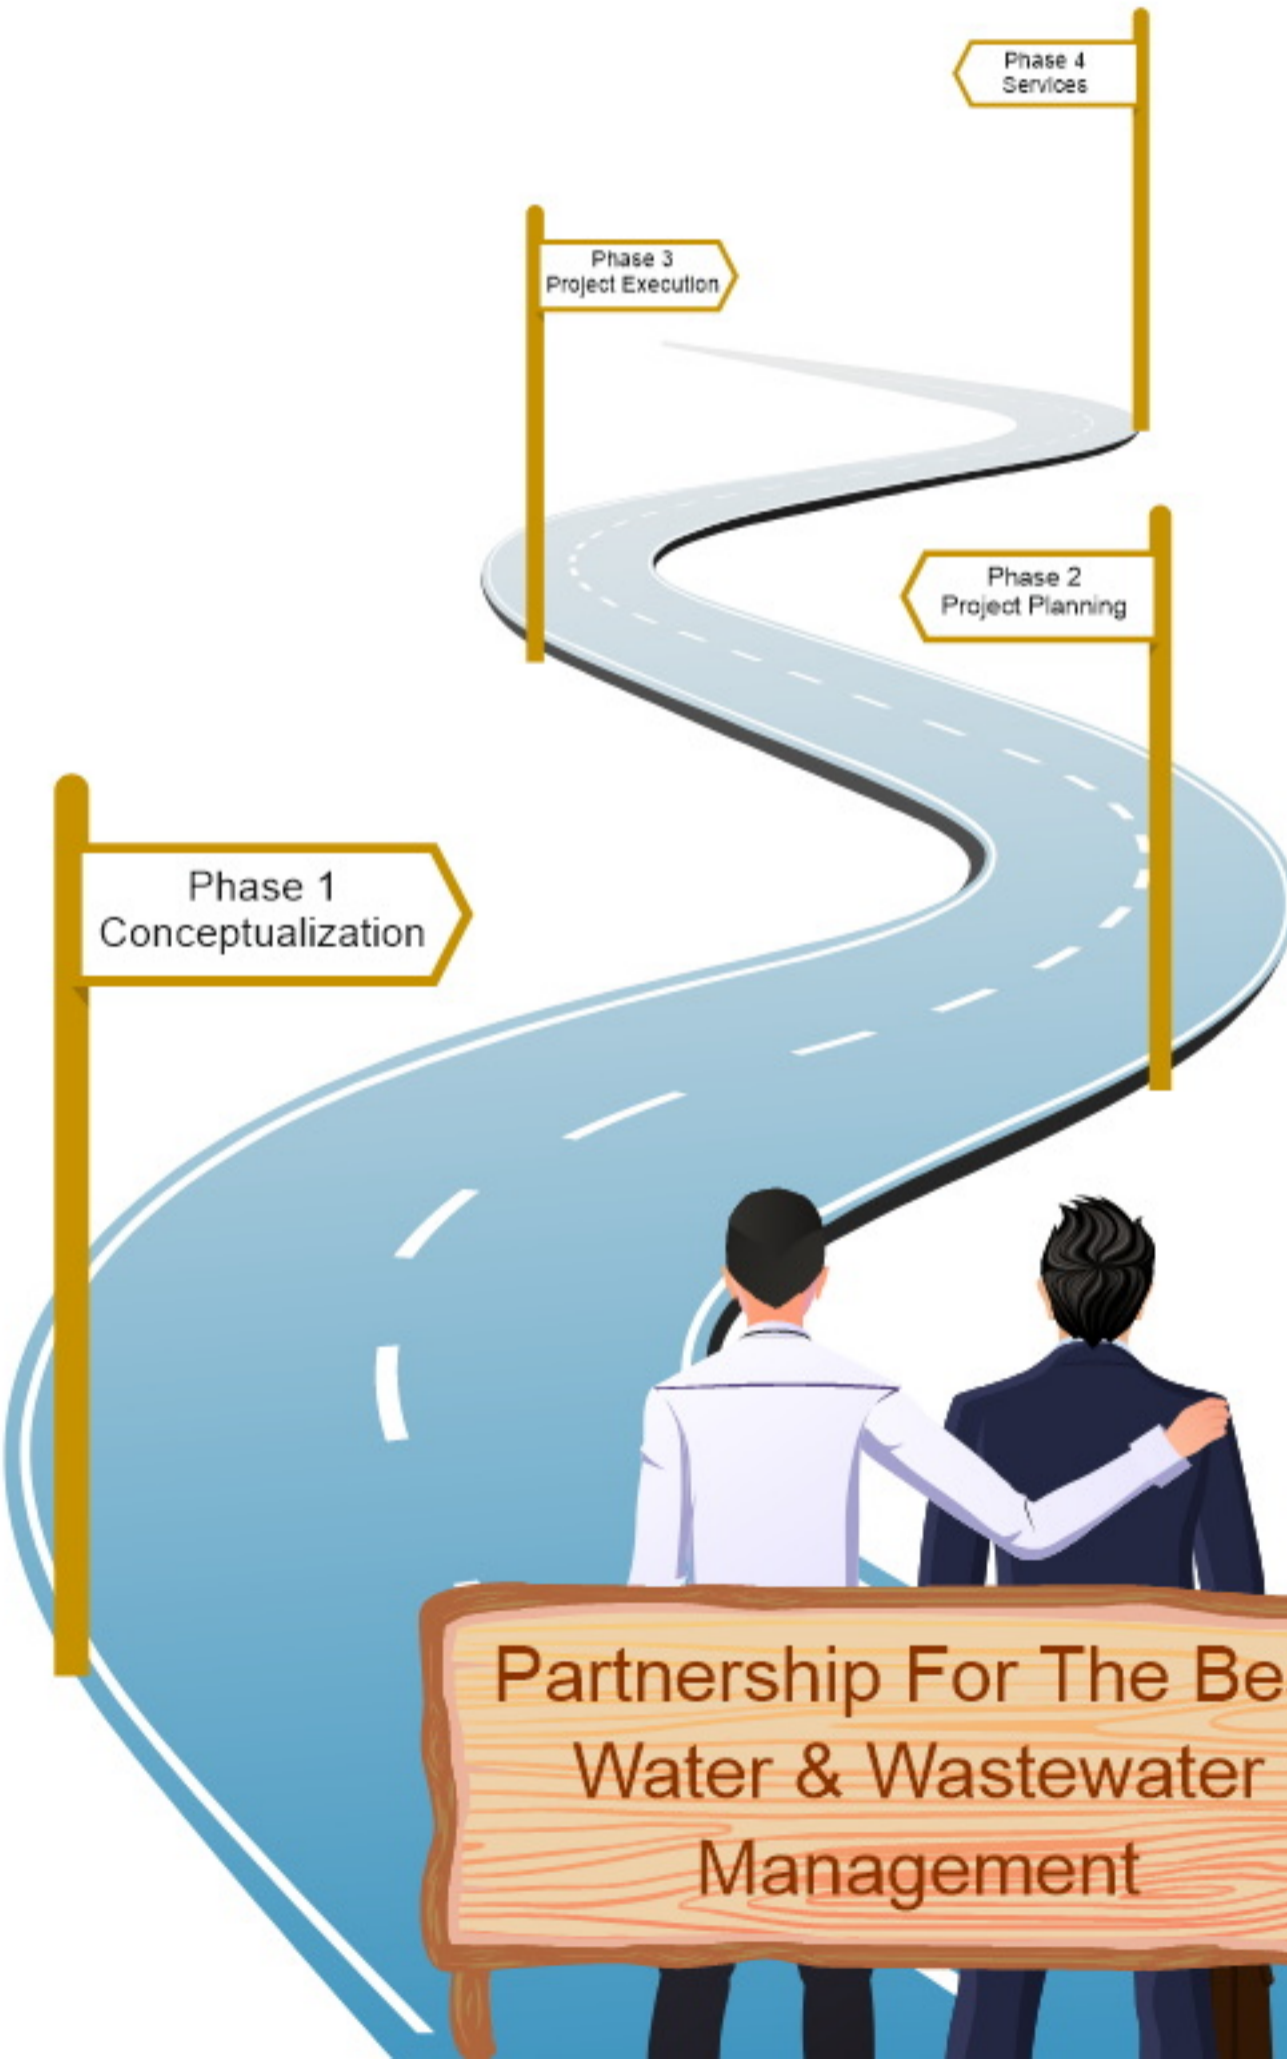 Phase 4
Services
Phase 3
Project Execution
Phase 2
Project Planning
Phase 1
Conceptualization
Partnership For The
Water & Wastewater
Management